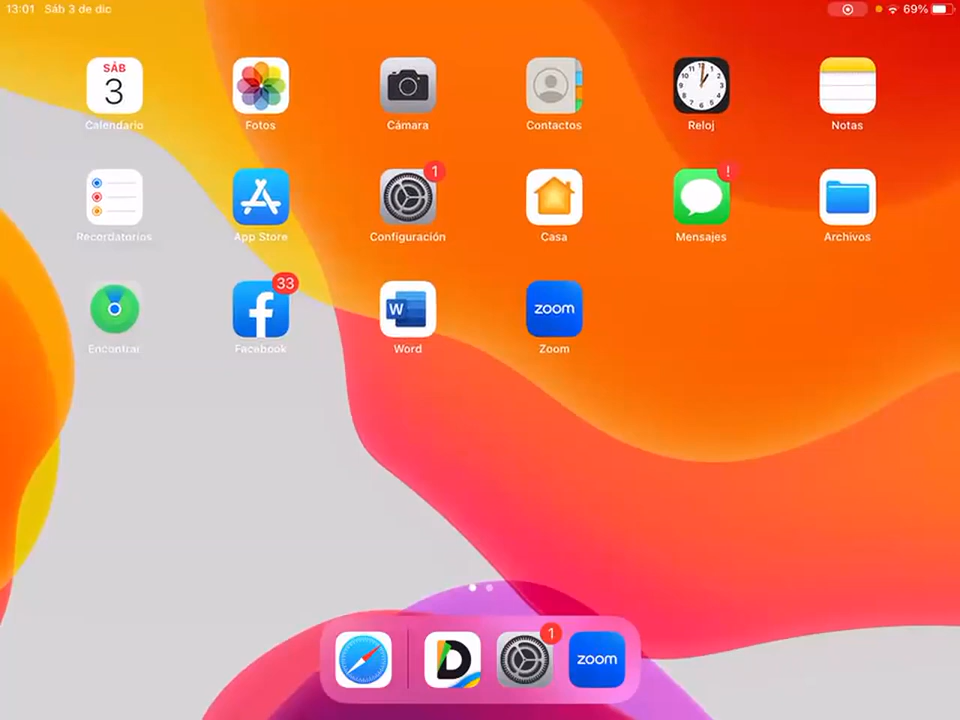 13:01 Sáb 3 de dic 69%
SÁB
3
Calendario Fotos Cámara Contactos Reloj Notas
1 !
Recordatorios App Store Configuración Casa Mensajes Archivos
33
W zoom
Encontrar Facebook Word Zoom
1
D zoom